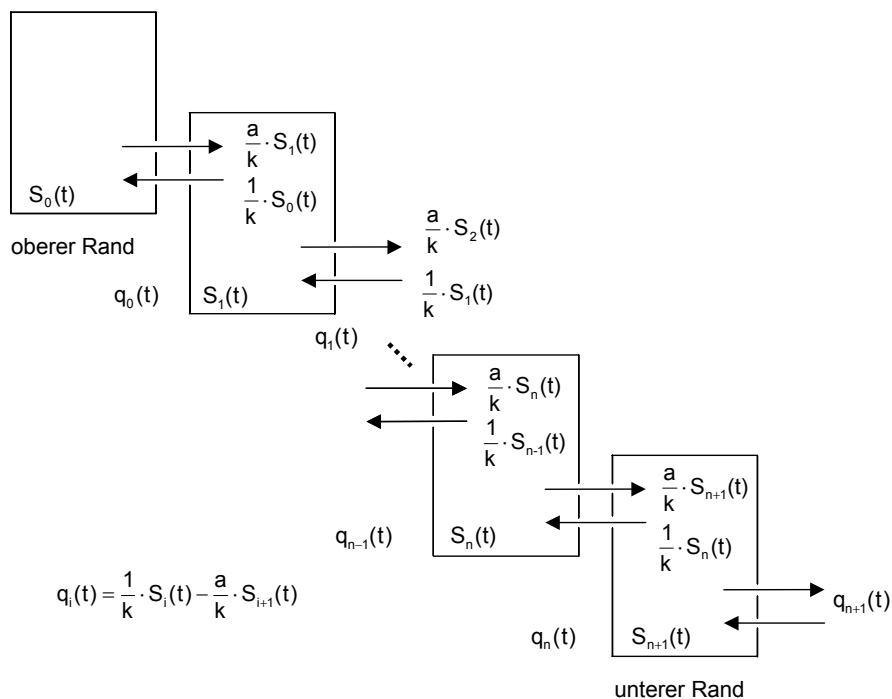 a/k · S₁(t)
S₀(t)
1/k · S₀(t)
oberer Rand
a/k · S₂(t)
q₀(t)
S₁(t)
1/k · S₁(t)
q₁(t)
a/k · Sₙ(t)
1/k · Sₙ₋₁(t)
a/k · Sₙ₊₁(t)
qₙ₋₁(t)
Sₙ(t)
1/k · Sₙ(t)
qᵢ(t) = 1/k · Sᵢ(t) − a/k · Sᵢ₊₁(t)
qₙ₊₁(t)
qₙ(t)
Sₙ₊₁(t)
unterer Rand